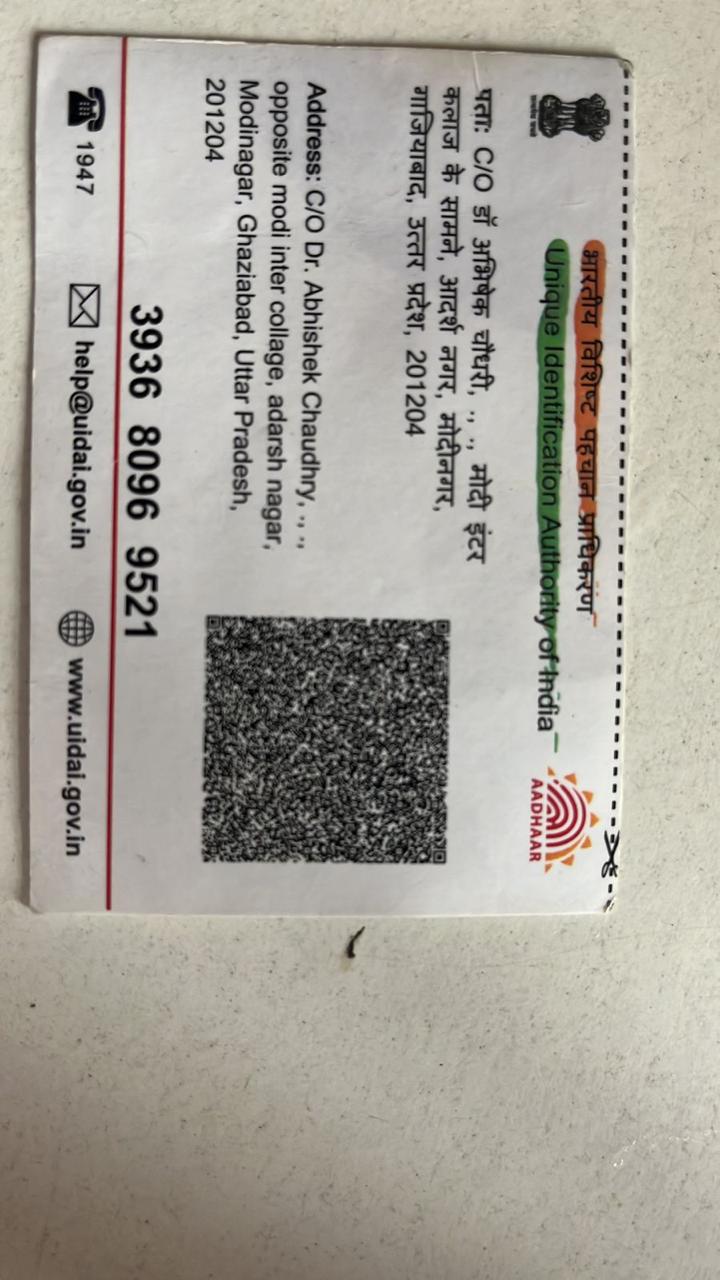 भारतीय विशिष्ट पहचान प्राधिकरण
Unique Identification Authority of India
AADHAAR
पता: C/O डॉ अभिषेक चौधरी, ., ., मोदी इंटर
कलाज के सामने, आदर्श नगर, मोदीनगर,
गाजियाबाद, उत्तर प्रदेश, 201204
Address: C/O Dr. Abhishek Chaudhry, ., .,
opposite modi inter collage, adarsh nagar,
Modinagar, Ghaziabad, Uttar Pradesh,
201204
3936 8096 9521
1947 help@uidai.gov.in www.uidai.gov.in